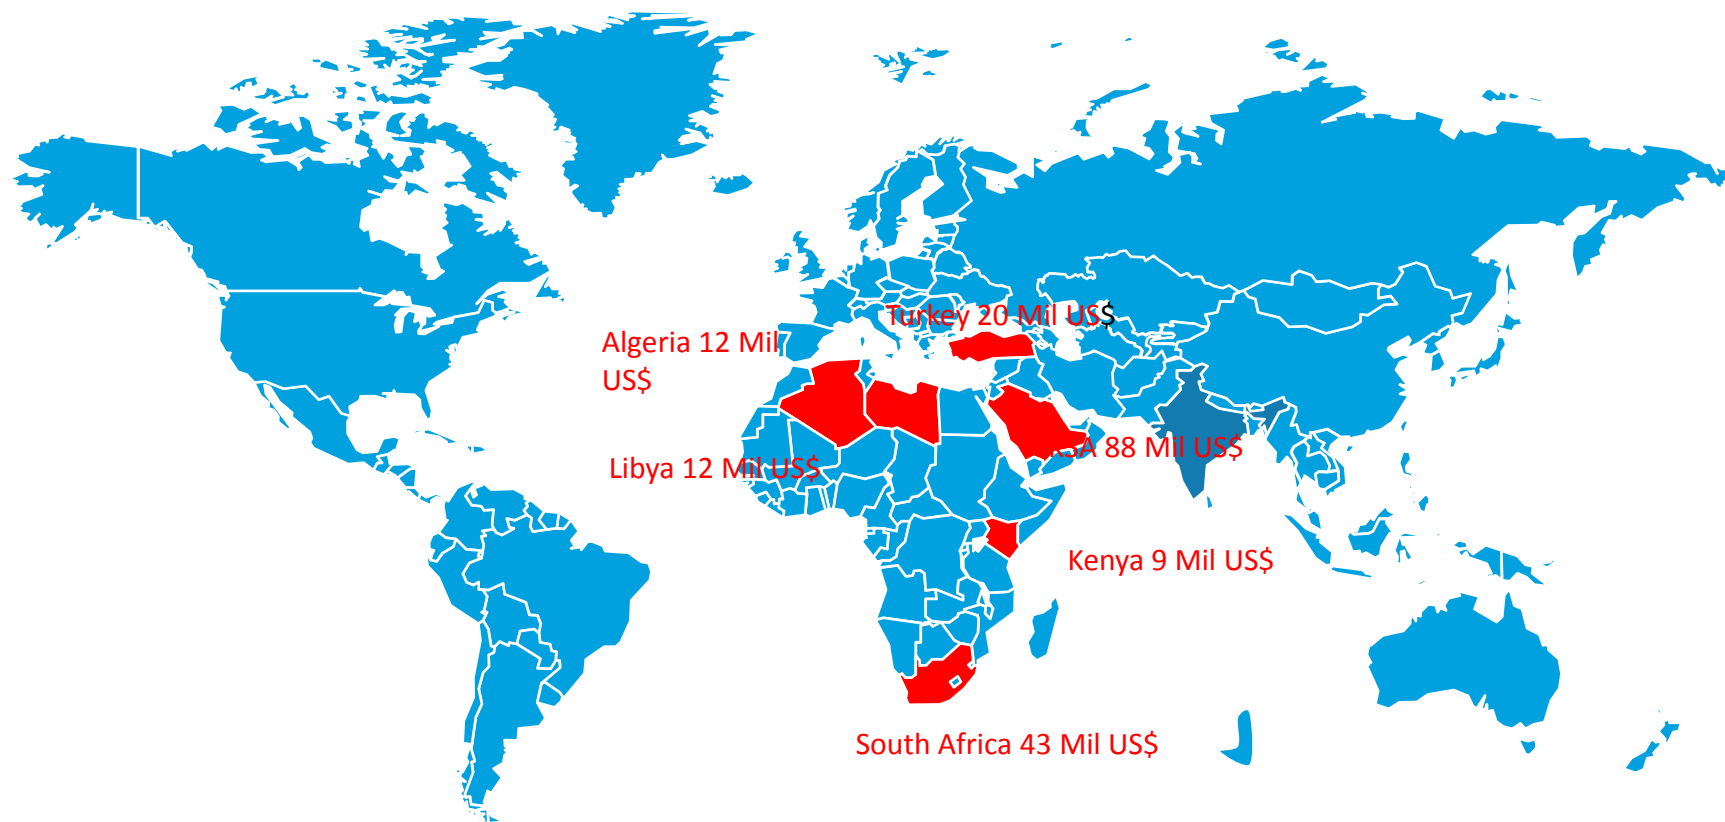 Turkey 20 Mil US$
Algeria 12 Mil
US$
KSA 88 Mil US$
Libya 12 Mil US$
Kenya 9 Mil US$
South Africa 43 Mil US$